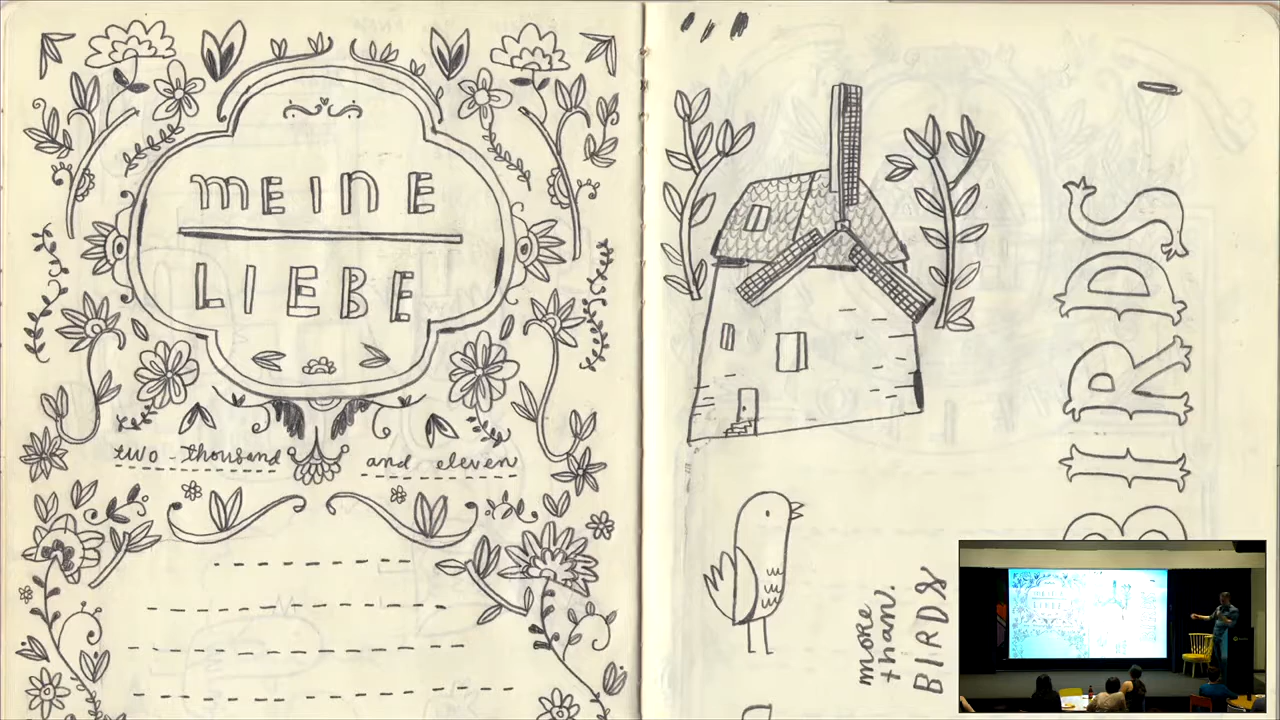 MEINE
LIEBE
two-thousand and eleven
BIRDS
more
than
BIRDS